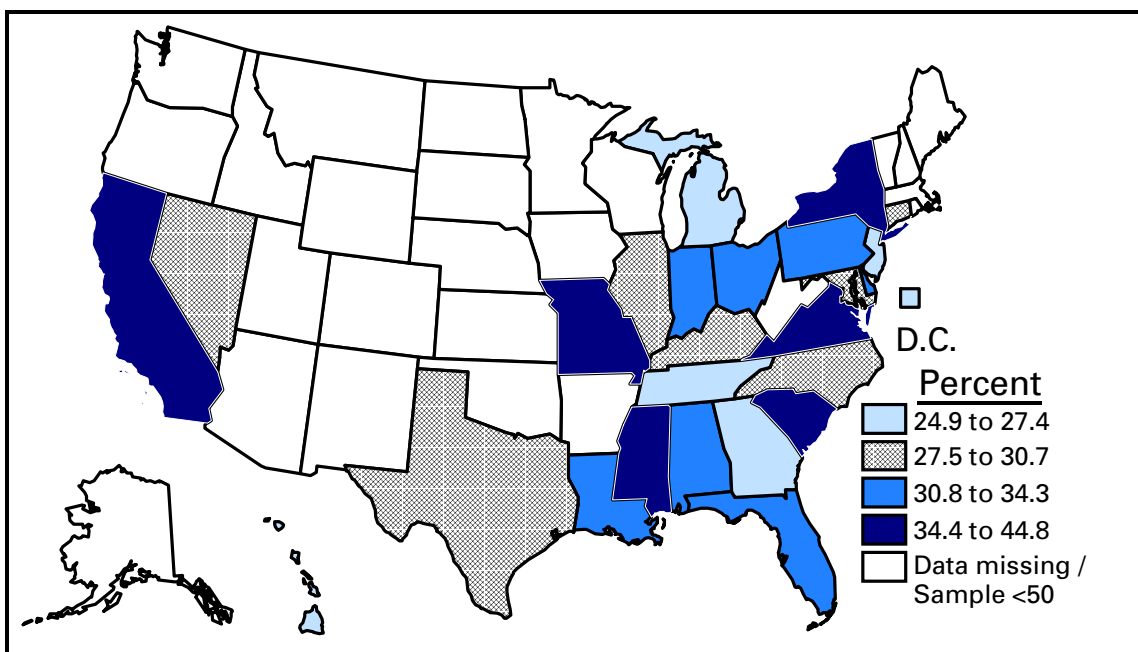 D.C.
Percent
24.9 to 27.4
27.5 to 30.7
30.8 to 34.3
34.4 to 44.8
Data missing /
Sample <50